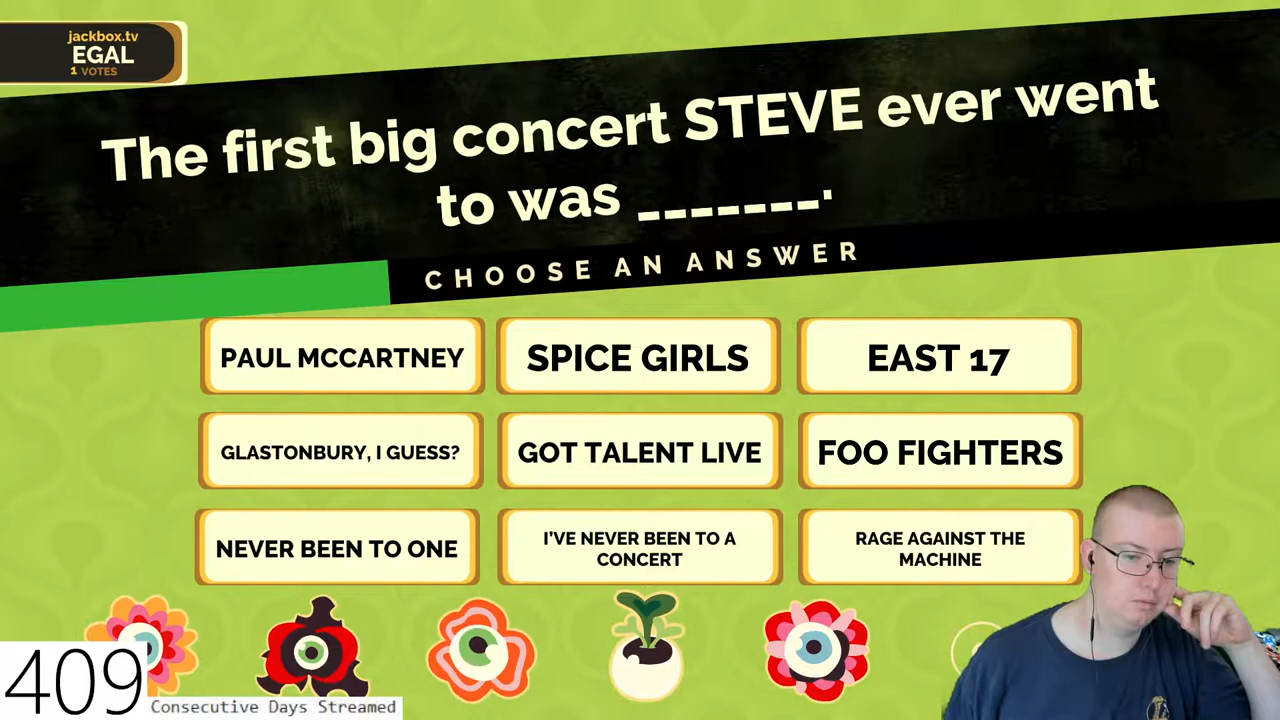 jackbox.tv
EGAL
1 VOTES
The first big concert STEVE ever went
to was _______.
CHOOSE AN ANSWER
PAUL MCCARTNEY
SPICE GIRLS
EAST 17
GLASTONBURY, I GUESS?
GOT TALENT LIVE
FOO FIGHTERS
NEVER BEEN TO ONE
I'VE NEVER BEEN TO A
CONCERT
RAGE AGAINST THE
MACHINE
409
Consecutive Days Streamed